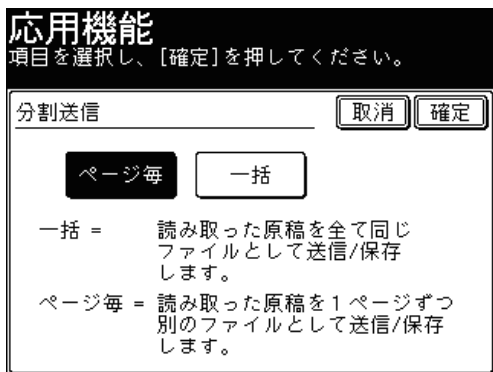 応用機能
項目を選択し、[確定]を押してください。
分割送信 取消 確定
ページ毎 一括
一括 = 読み取った原稿を全て同じ
ファイルとして送信/保存
します。
ページ毎 = 読み取った原稿を1ページずつ
別のファイルとして送信/保存
します。